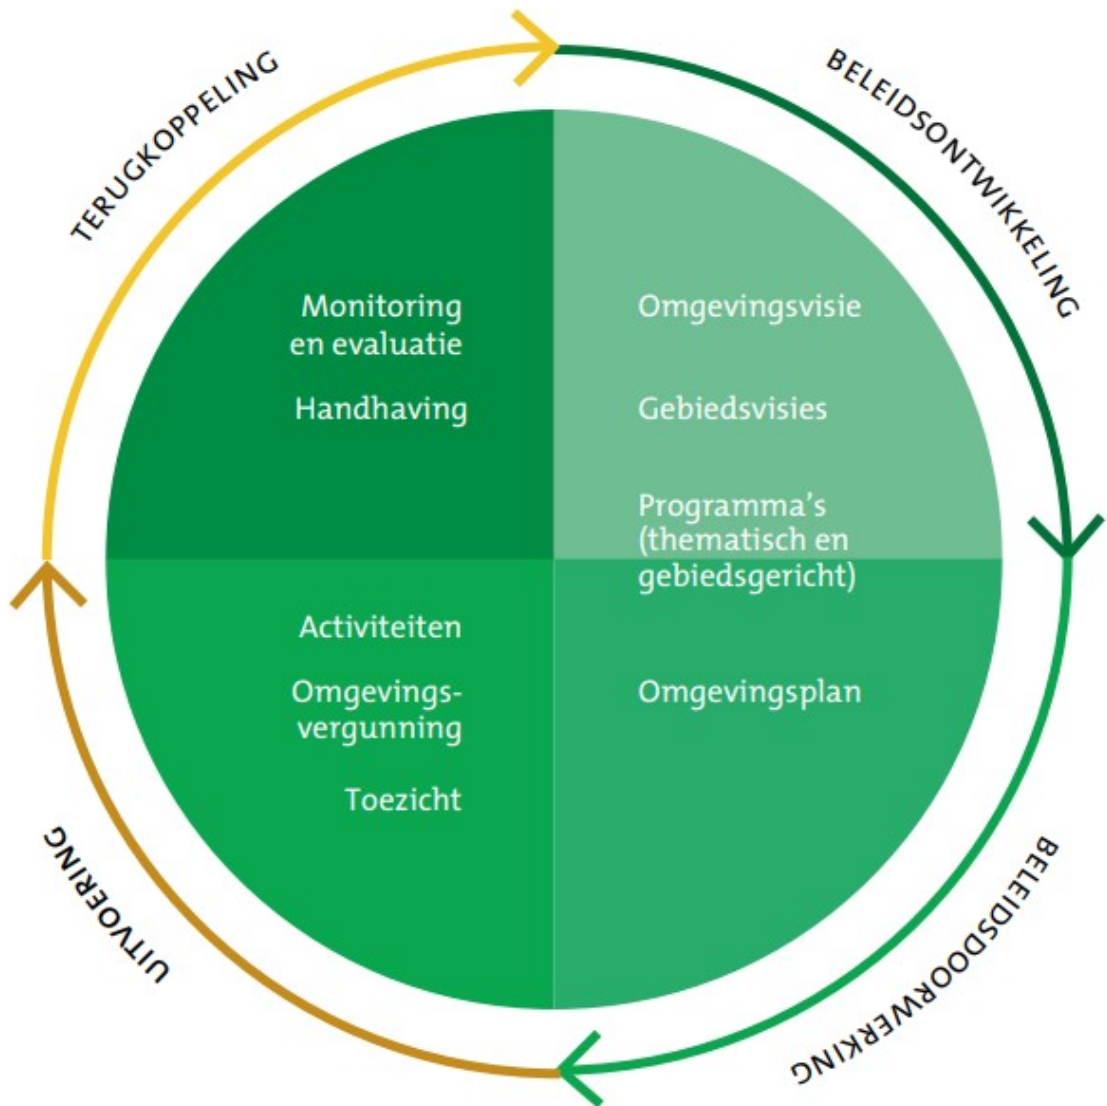 TERUGKOPPELING
BELEIDSONTWIKKELING
Monitoring
en evaluatie
Handhaving
Omgevingsvisie
Gebiedsvisies
Programma's
(thematisch en
gebiedsgericht)
Activiteiten
Omgevings-
vergunning
Toezicht
Omgevingsplan
UITVOERING
BELEIDSDOORWERKING